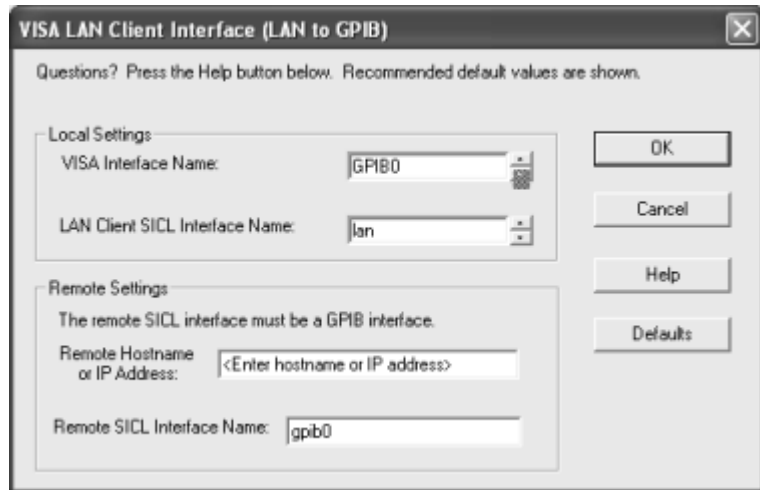 VISA LAN Client Interface (LAN to GPIB)
Questions? Press the Help button below. Recommended default values are shown.
Local Settings
VISA Interface Name: GPIB0
LAN Client SICL Interface Name: lan
OK
Cancel
Help
Defaults
Remote Settings
The remote SICL interface must be a GPIB interface.
Remote Hostname
or IP Address: <Enter hostname or IP address>
Remote SICL Interface Name: gpib0